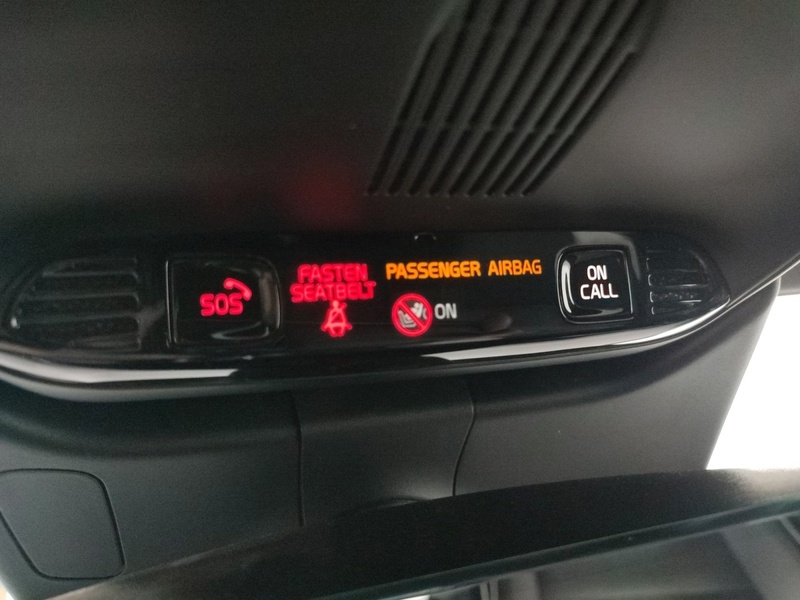 SOS
FASTEN
SEATBELT
PASSENGER AIRBAG
ON
ON
CALL